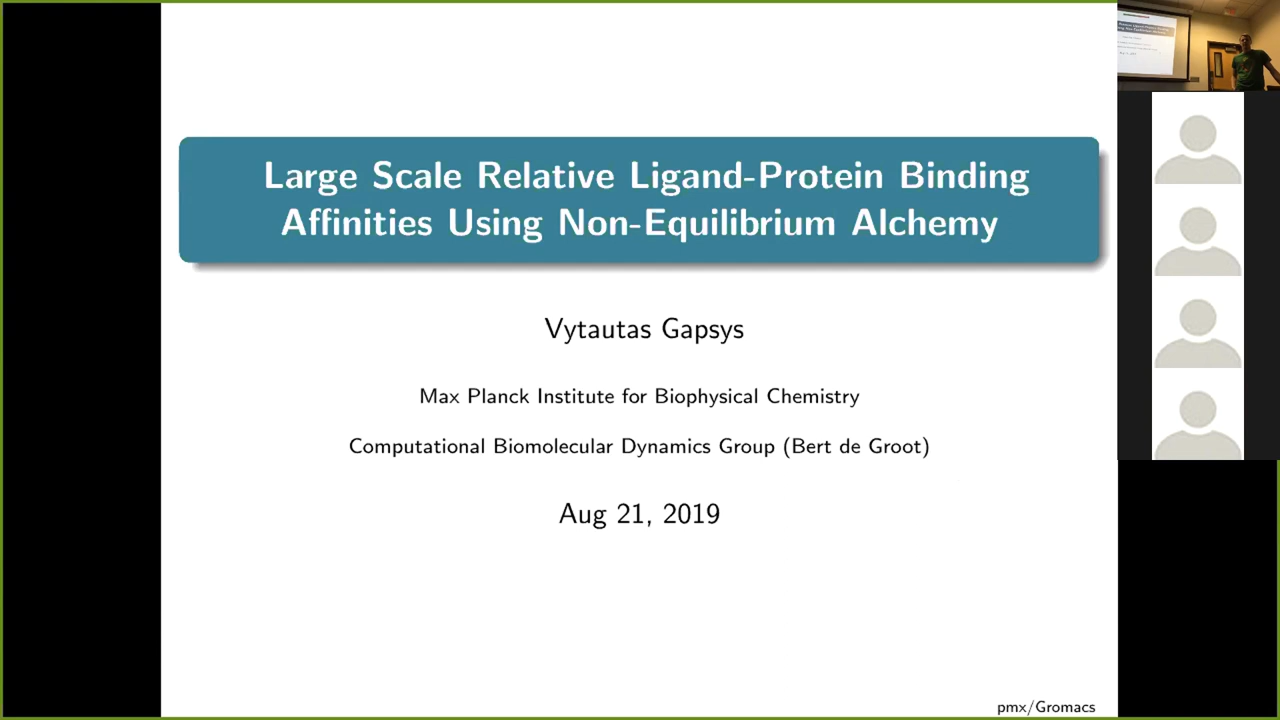 Large Scale Relative Ligand-Protein Binding
Affinities Using Non-Equilibrium Alchemy
Vytautas Gapsys
Max Planck Institute for Biophysical Chemistry
Computational Biomolecular Dynamics Group (Bert de Groot)
Aug 21, 2019
pmx/Gromacs